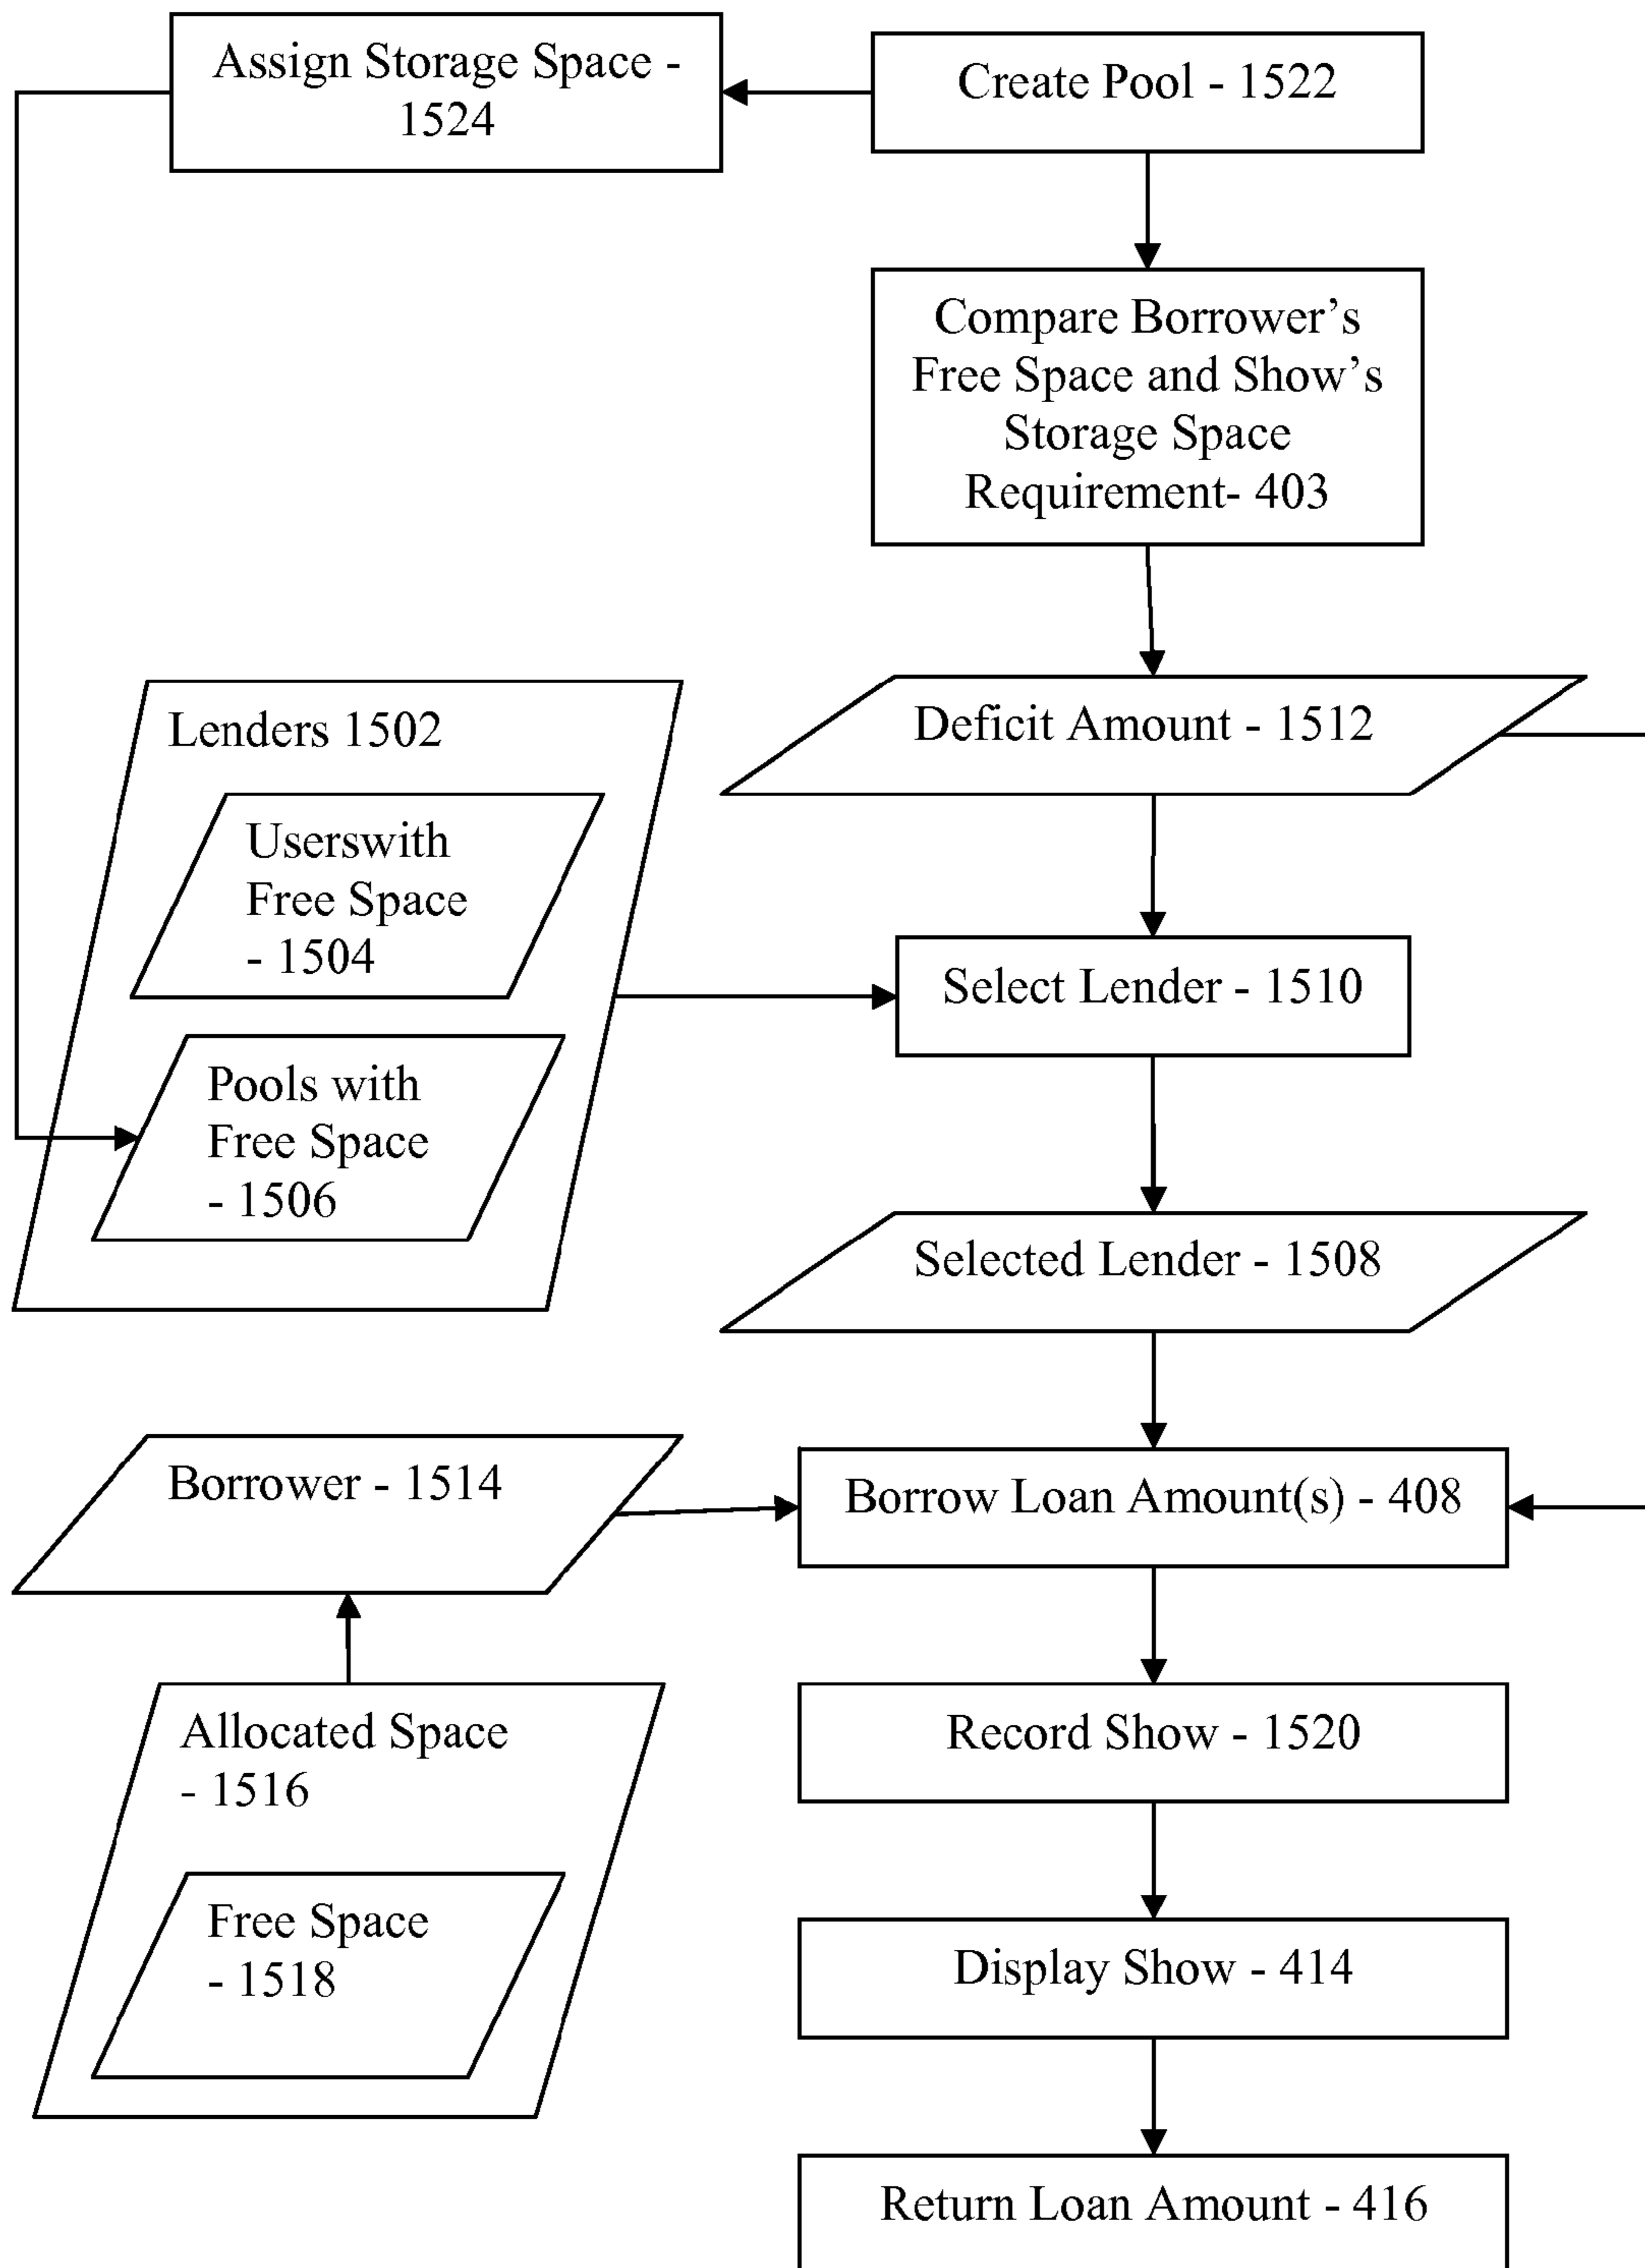 Assign Storage Space -
1524
Create Pool - 1522
Compare Borrower’s
Free Space and Show’s
Storage Space
Requirement- 403
Deficit Amount - 1512
Lenders 1502
Userswith
Free Space
- 1504
Pools with
Free Space
- 1506
Select Lender - 1510
Selected Lender - 1508
Borrower - 1514
Borrow Loan Amount(s) - 408
Allocated Space
- 1516
Free Space
- 1518
Record Show - 1520
Display Show - 414
Return Loan Amount - 416